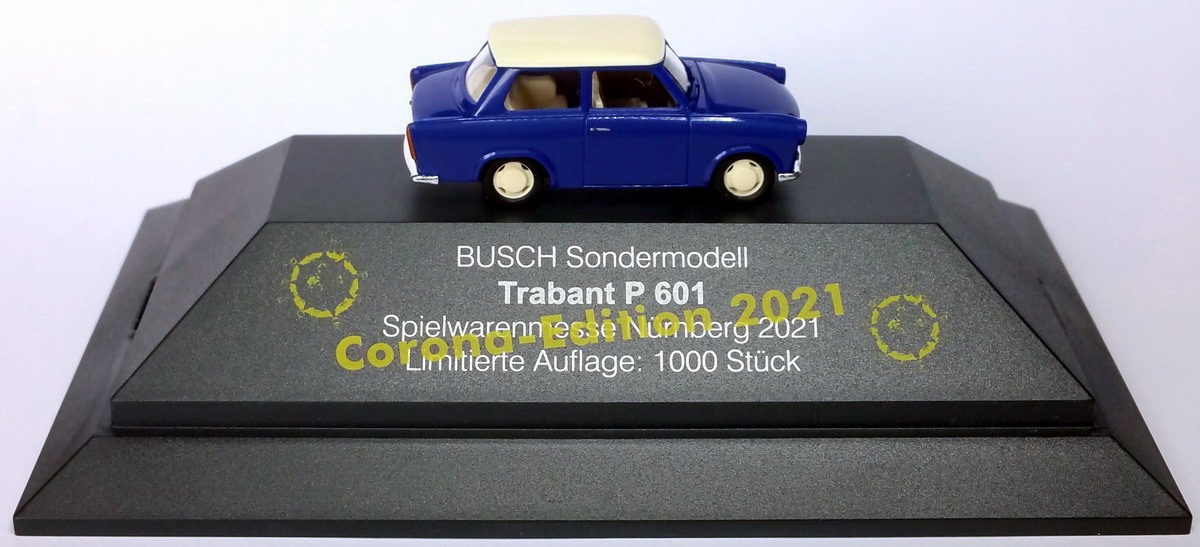 BUSCH Sondermodell
Trabant P 601
Spielwarenmesse Nürnberg 2021
Limitierte Auflage: 1000 Stück
Corona-Edition 2021